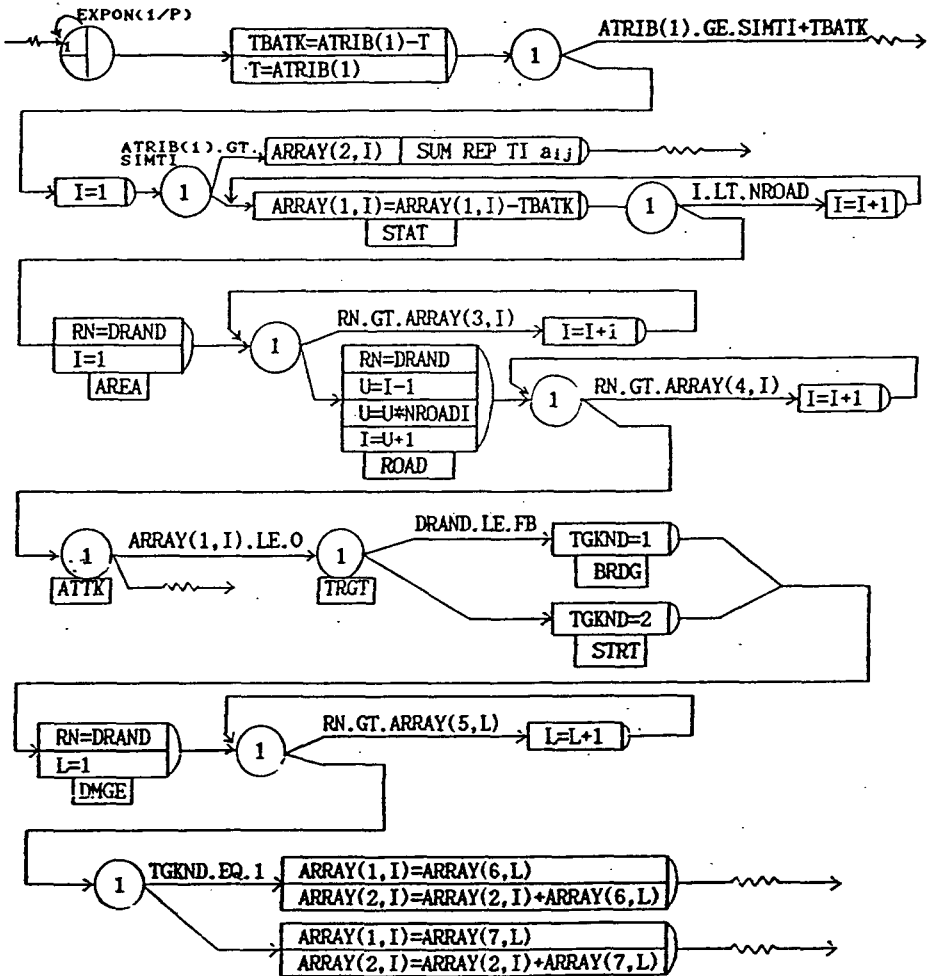 EXPON(1/P)
1
TBATK=ATRIB(1)-T
T=ATRIB(1)
1
ATRIB(1).GE.SIMTI+TBATK
I=1
1
ATRIB(1).GT.
SIMTI
ARRAY(2,I) SUM REP TI aij
ARRAY(1,I)=ARRAY(1,I)-TBATK
STAT
1
I.LT.NROAD
I=I+1
RN=DRAND
I=1
AREA
1
RN.GT.ARRAY(3,I)
I=I+1
RN=DRAND
U=I-1
U=U*NROADI
I=U+1
ROAD
1
RN.GT.ARRAY(4,I)
I=I+1
1
ATTK
ARRAY(1,I).LE.0
1
TRGT
DRAND.LE.FB
TGKND=1
BRDG
TGKND=2
STRT
RN=DRAND
L=1
DMGE
1
RN.GT.ARRAY(5,L)
L=L+1
1
TGKND.EQ.1
ARRAY(1,I)=ARRAY(6,L)
ARRAY(2,I)=ARRAY(2,I)+ARRAY(6,L)
ARRAY(1,I)=ARRAY(7,L)
ARRAY(2,I)=ARRAY(2,I)+ARRAY(7,L)